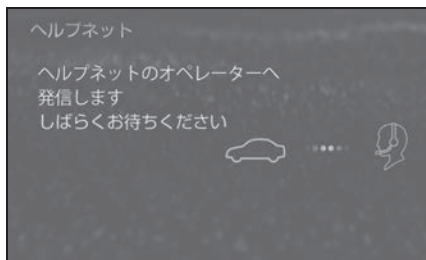 ヘルプネット
ヘルプネットのオペレーターへ
発信します
しばらくお待ちください